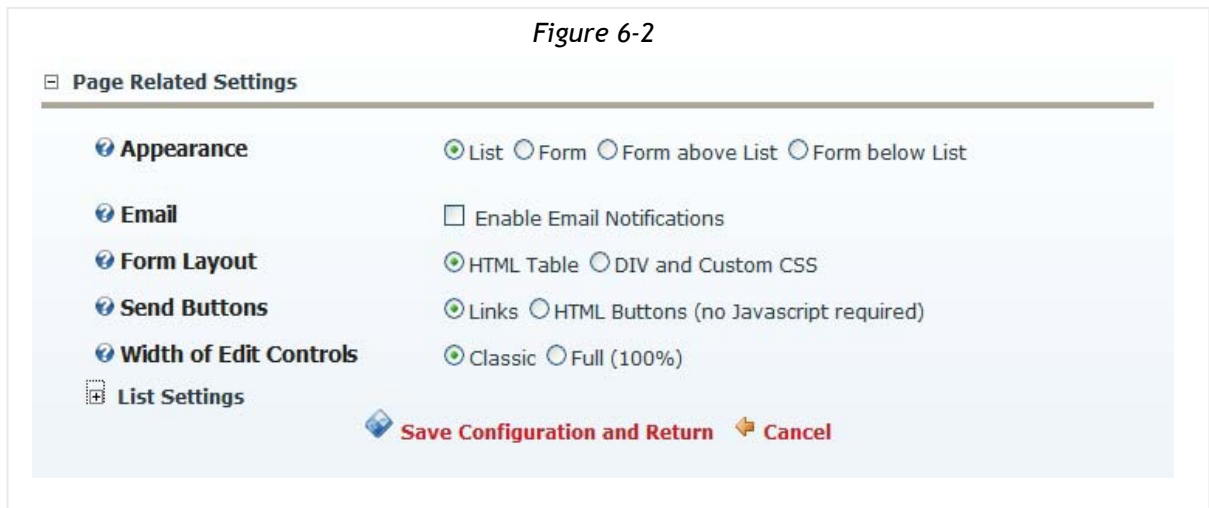 Figure 6-2
Page Related Settings
Appearance List Form Form above List Form below List
Email Enable Email Notifications
Form Layout HTML Table DIV and Custom CSS
Send Buttons Links HTML Buttons (no Javascript required)
Width of Edit Controls Classic Full (100%)
List Settings
Save Configuration and Return Cancel